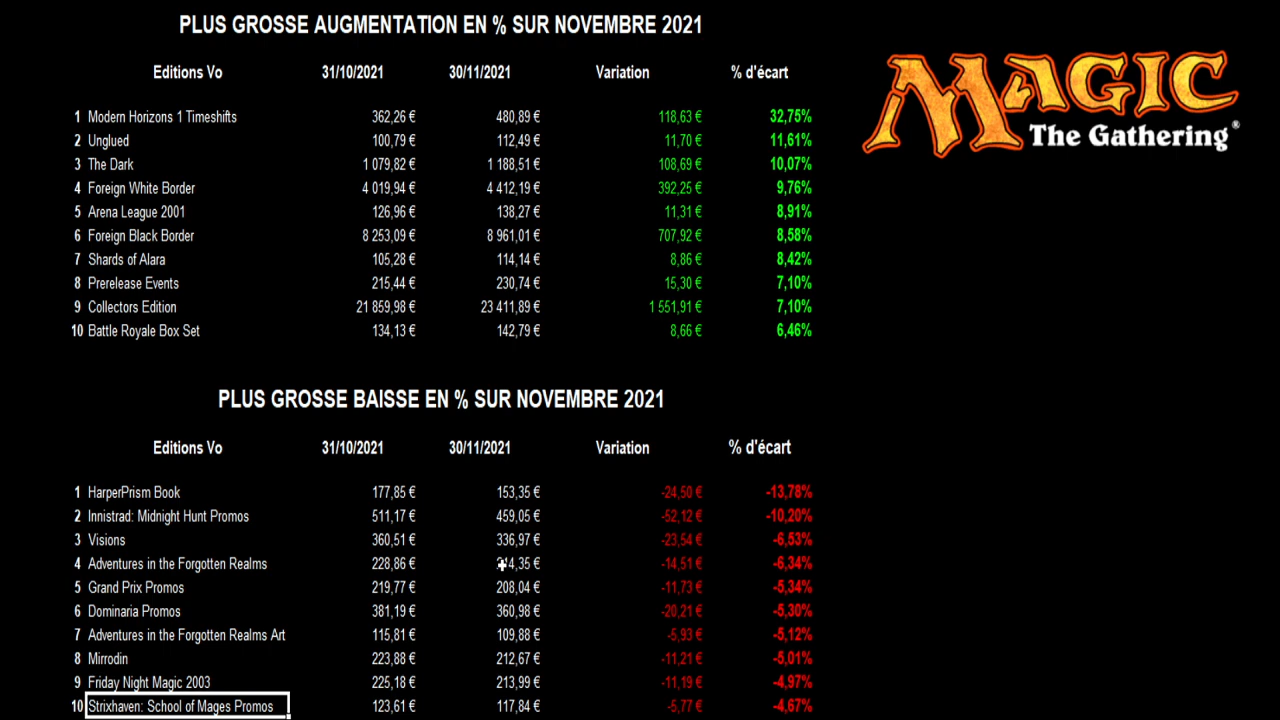 PLUS GROSSE AUGMENTATION EN % SUR NOVEMBRE 2021
MAGIC
The Gathering®
Editions Vo 31/10/2021 30/11/2021 Variation % d'écart
1 Modern Horizons 1 Timeshifts 362,26 € 480,89 € 118,63 € 32,75%
2 Unglued 100,79 € 112,49 € 11,70 € 11,61%
3 The Dark 1 079,82 € 1 188,51 € 108,69 € 10,07%
4 Foreign White Border 4 019,94 € 4 412,19 € 392,25 € 9,76%
5 Arena League 2001 126,96 € 138,27 € 11,31 € 8,91%
6 Foreign Black Border 8 253,09 € 8 961,01 € 707,92 € 8,58%
7 Shards of Alara 105,28 € 114,14 € 8,86 € 8,42%
8 Prerelease Events 215,44 € 230,74 € 15,30 € 7,10%
9 Collectors Edition 21 859,98 € 23 411,89 € 1 551,91 € 7,10%
10 Battle Royale Box Set 134,13 € 142,79 € 8,66 € 6,46%
PLUS GROSSE BAISSE EN % SUR NOVEMBRE 2021
Editions Vo 31/10/2021 30/11/2021 Variation % d'écart
1 HarperPrism Book 177,85 € 153,35 € -24,50 € -13,78%
2 Innistrad: Midnight Hunt Promos 511,17 € 459,05 € -52,12 € -10,20%
3 Visions 360,51 € 336,97 € -23,54 € -6,53%
4 Adventures in the Forgotten Realms 228,86 € -14,51 € -6,34%
5 Grand Prix Promos 219,77 € 208,04 € -11,73 € -5,34%
6 Dominaria Promos 381,19 € 360,98 € -20,21 € -5,30%
7 Adventures in the Forgotten Realms Art 115,81 € 109,88 € -5,93 € -5,12%
8 Mirrodin 223,88 € 212,67 € -11,21 € -5,01%
9 Friday Night Magic 2003 225,18 € 213,99 € -11,19 € -4,97%
10 Strixhaven: School of Mages Promos 123,61 € 117,84 € -5,77 € -4,67%